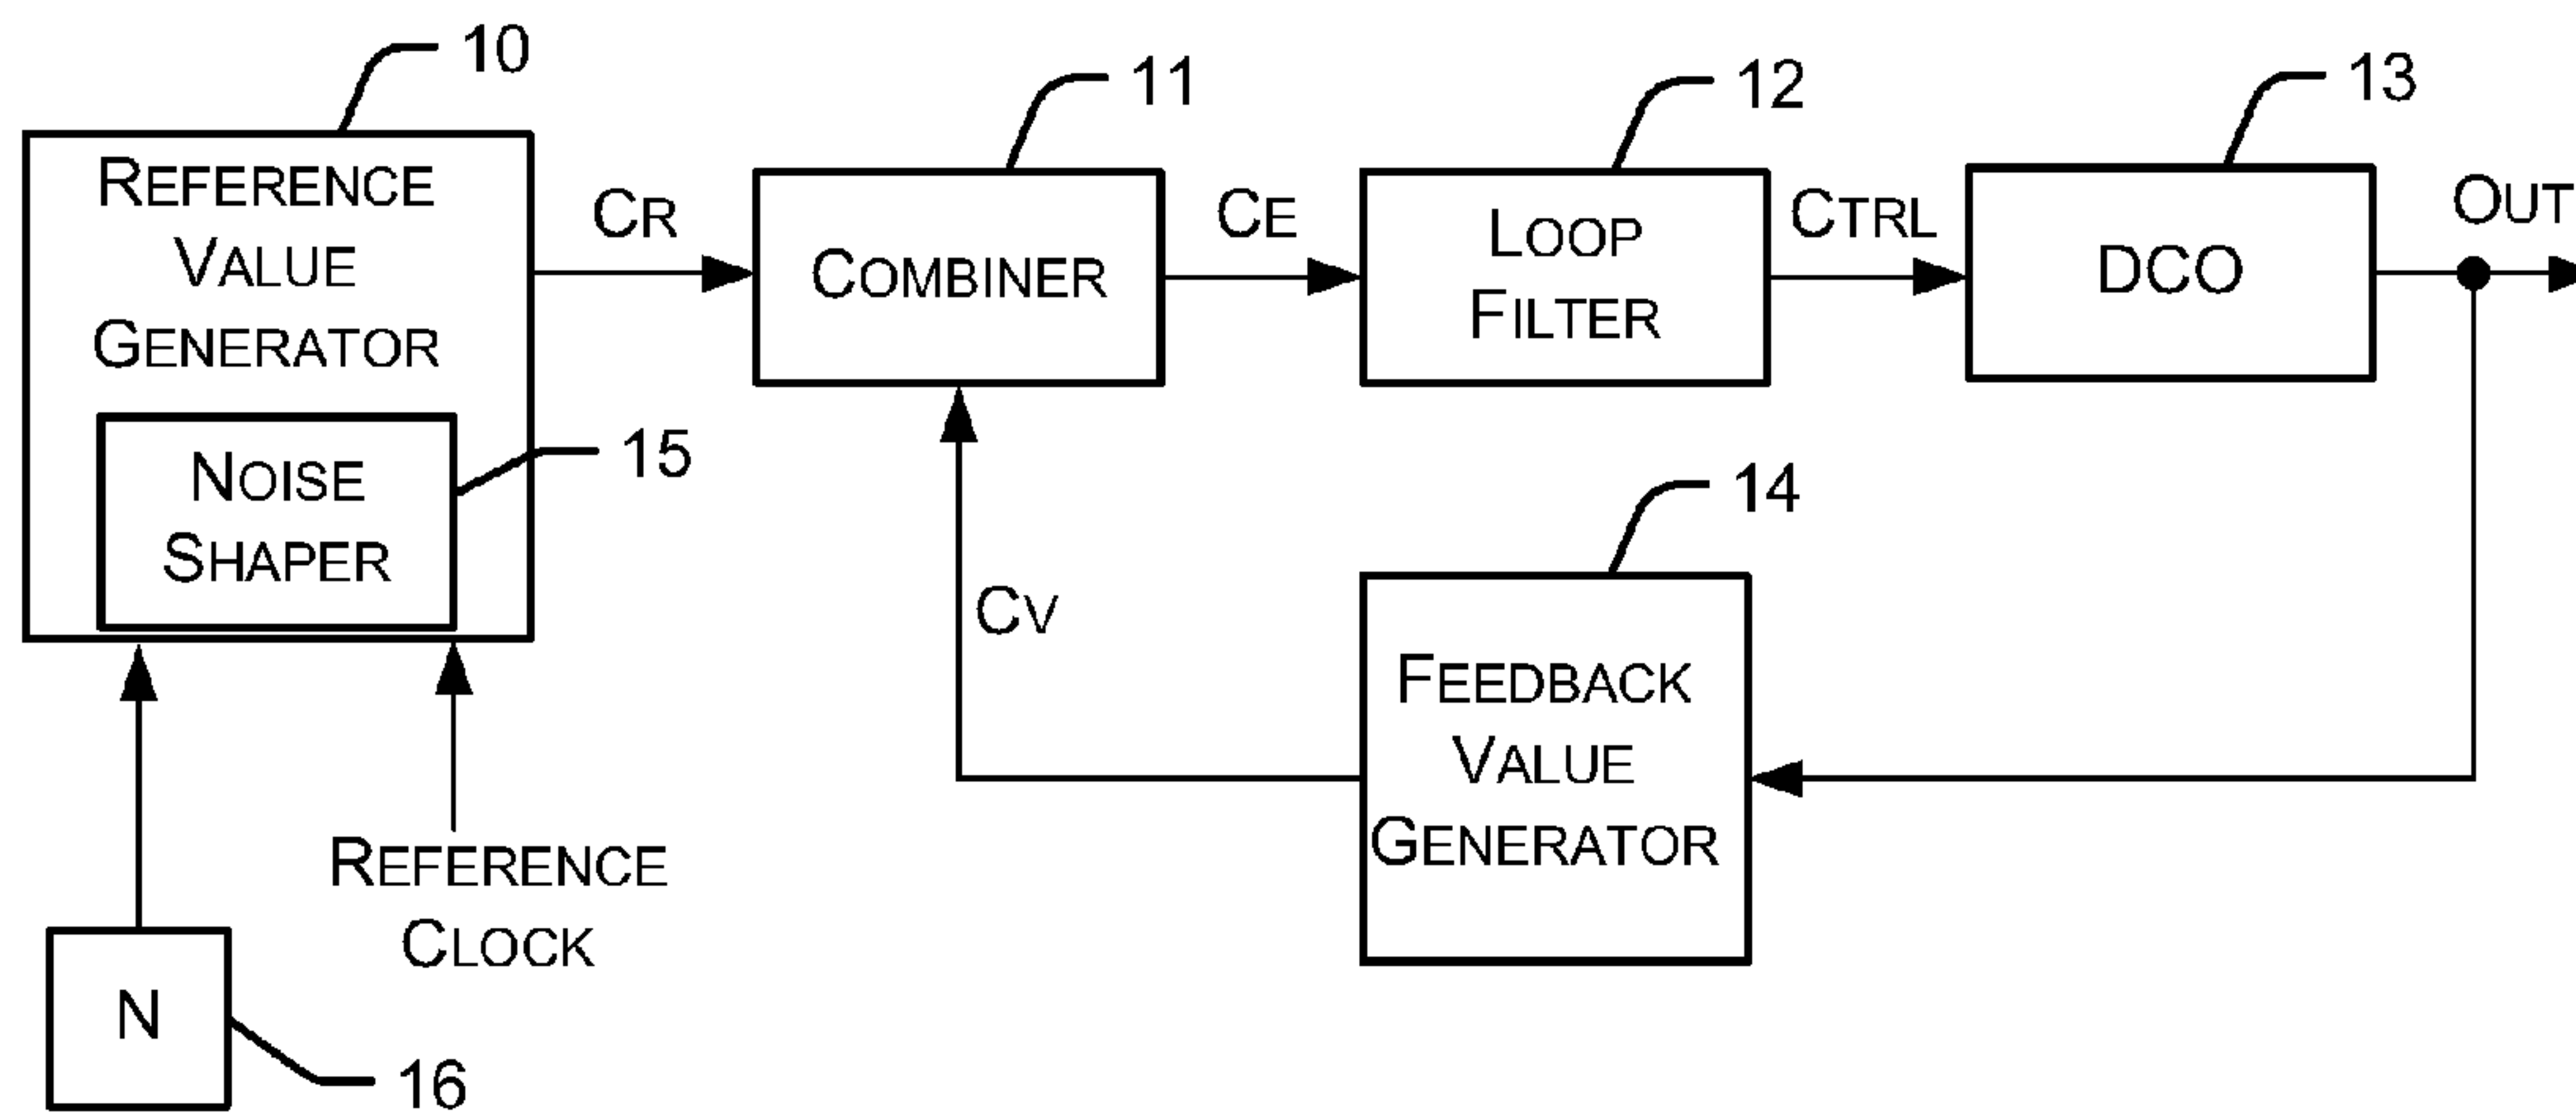 10
11
12
13
REFERENCE
VALUE
GENERATOR
CR
COMBINER
CE
LOOP
FILTER
CTRL
DCO
OUT
NOISE
SHAPER
15
14
CV
FEEDBACK
VALUE
GENERATOR
REFERENCE
CLOCK
N
16